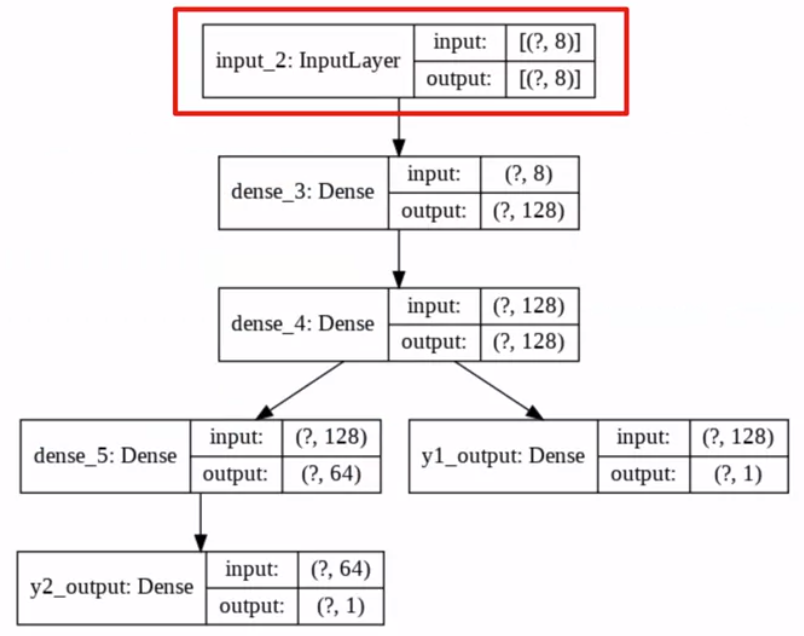 input_2: InputLayer
input: [(?, 8)]
output: [(?, 8)]
dense_3: Dense
input: (?, 8)
output: (?, 128)
dense_4: Dense
input: (?, 128)
output: (?, 128)
dense_5: Dense
input: (?, 128)
output: (?, 64)
y1_output: Dense
input: (?, 128)
output: (?, 1)
y2_output: Dense
input: (?, 64)
output: (?, 1)